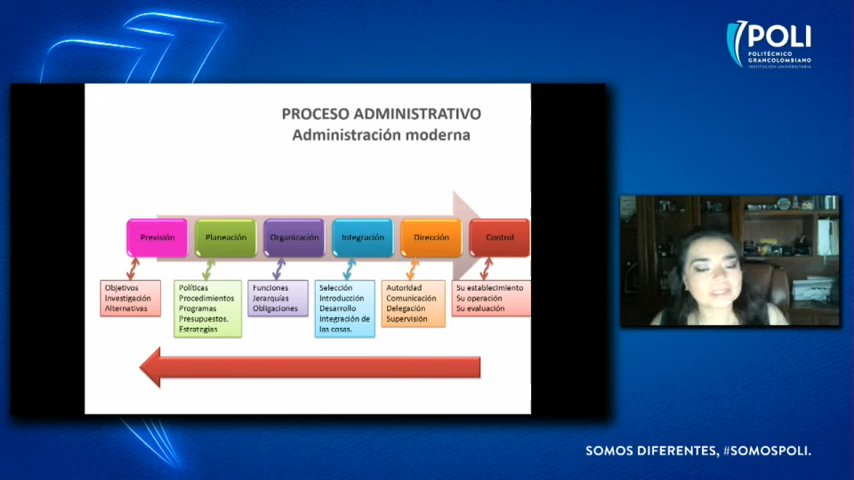 POLI
POLITÉCNICO
GRANCOLOMBIANO
INSTITUCIÓN UNIVERSITARIA
PROCESO ADMINISTRATIVO
Administración moderna
Previsión
Planeación
Organización
Integración
Dirección
Control
Objetivos
Investigación
Alternativas
Políticas
Procedimientos
Programas
Presupuestos.
Estrategias
Funciones
Jerarquías
Obligaciones
Selección
Introducción
Desarrollo
Integración de
las cosas.
Autoridad
Comunicación
Delegación
Supervisión
Su establecimiento
Su operación
Su evaluación
SOMOS DIFERENTES, #SOMOSPOLI.